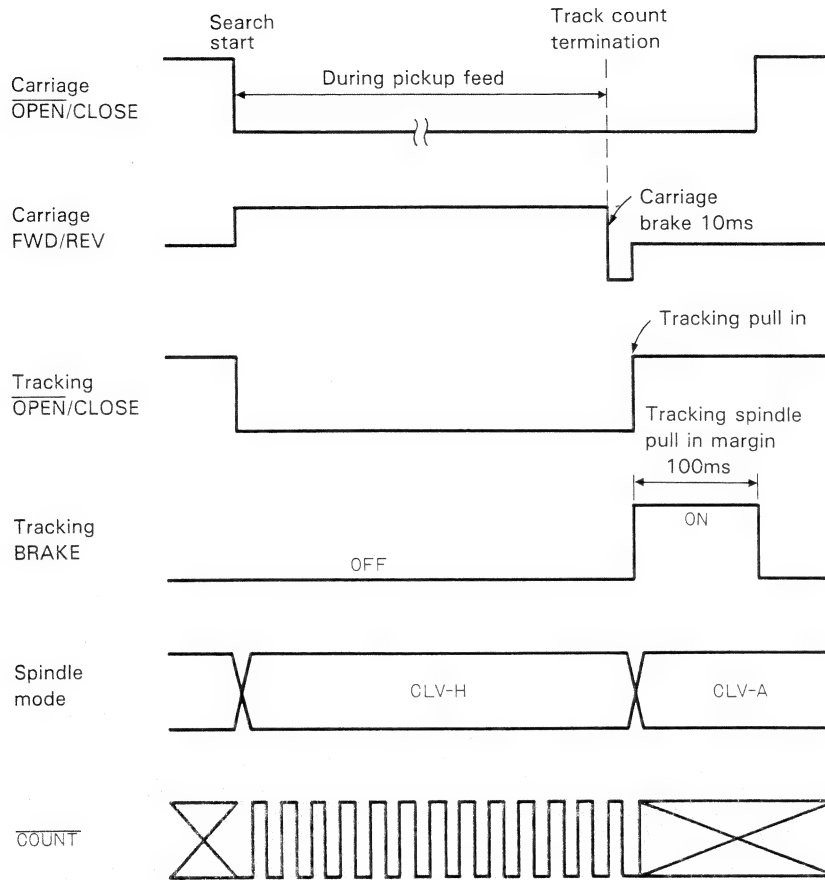 Search
start
Track count
termination
During pickup feed
Carriage
OPEN/CLOSE
Carriage
FWD/REV
Carriage
brake 10ms
Tracking pull in
Tracking
OPEN/CLOSE
Tracking spindle
pull in margin
100ms
Tracking
BRAKE
OFF
ON
Spindle
mode
CLV-H
CLV-A
COUNT